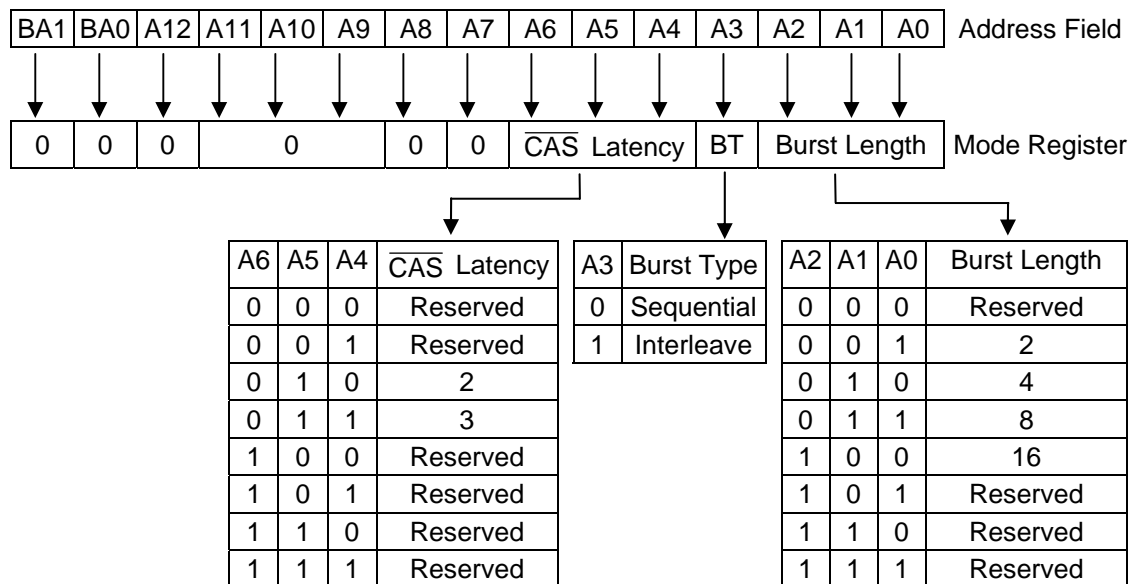 BA1 BA0 A12 A11 A10 A9 A8 A7 A6 A5 A4 A3 A2 A1 A0 Address Field
0 0 0 0 0 0 CAS Latency BT Burst Length Mode Register
A6 A5 A4 CAS Latency
0 0 0 Reserved
0 0 1 Reserved
0 1 0 2
0 1 1 3
1 0 0 Reserved
1 0 1 Reserved
1 1 0 Reserved
1 1 1 Reserved
A3 Burst Type
0 Sequential
1 Interleave
A2 A1 A0 Burst Length
0 0 0 Reserved
0 0 1 2
0 1 0 4
0 1 1 8
1 0 0 16
1 0 1 Reserved
1 1 0 Reserved
1 1 1 Reserved